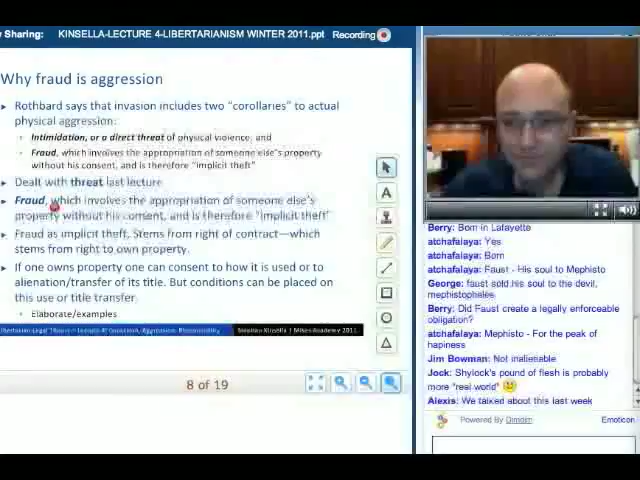 w Sharing: KINSELLA-LECTURE 4-LIBERTARIANISM WINTER 2011.ppt Recording
Why fraud is aggression
Rothbard says that invasion includes two “corollaries” to actual
physical aggression:
Intimidation, or a direct threat of physical violence, and
Fraud, which involves the appropriation of someone else’s property
without his consent, and is therefore “implicit theft”
Dealt with threat last lecture
Fraud, which involves the appropriation of someone else’s
property without his consent, and is therefore “implicit theft”
Fraud as implicit theft. Stems from right of contract—which
stems from right to own property.
If one owns property one can consent to how it is used or to
alienation/transfer of its title. But conditions can be placed on
this use or title transfer.
Elaborate/examples
Stephan Kinsella | Mises Academy 2011
8 of 19
A
Berry: Born in Lafayette
atchafalaya: Yes
atchafalaya: Born
atchafalaya: Faust - His soul to Mephisto
George: faust sold his soul to the devil,
mephistopheles
Berry: Did Faust create a legally enforceable
obligation?
atchafalaya: Mephisto - For the peak of
happiness
Jim Bowman: Not inalienable
Jock: Shylock's pound of flesh is probably
more "real world"
Alexis: We talked about this last week
Powered By Dimdim Emoticon